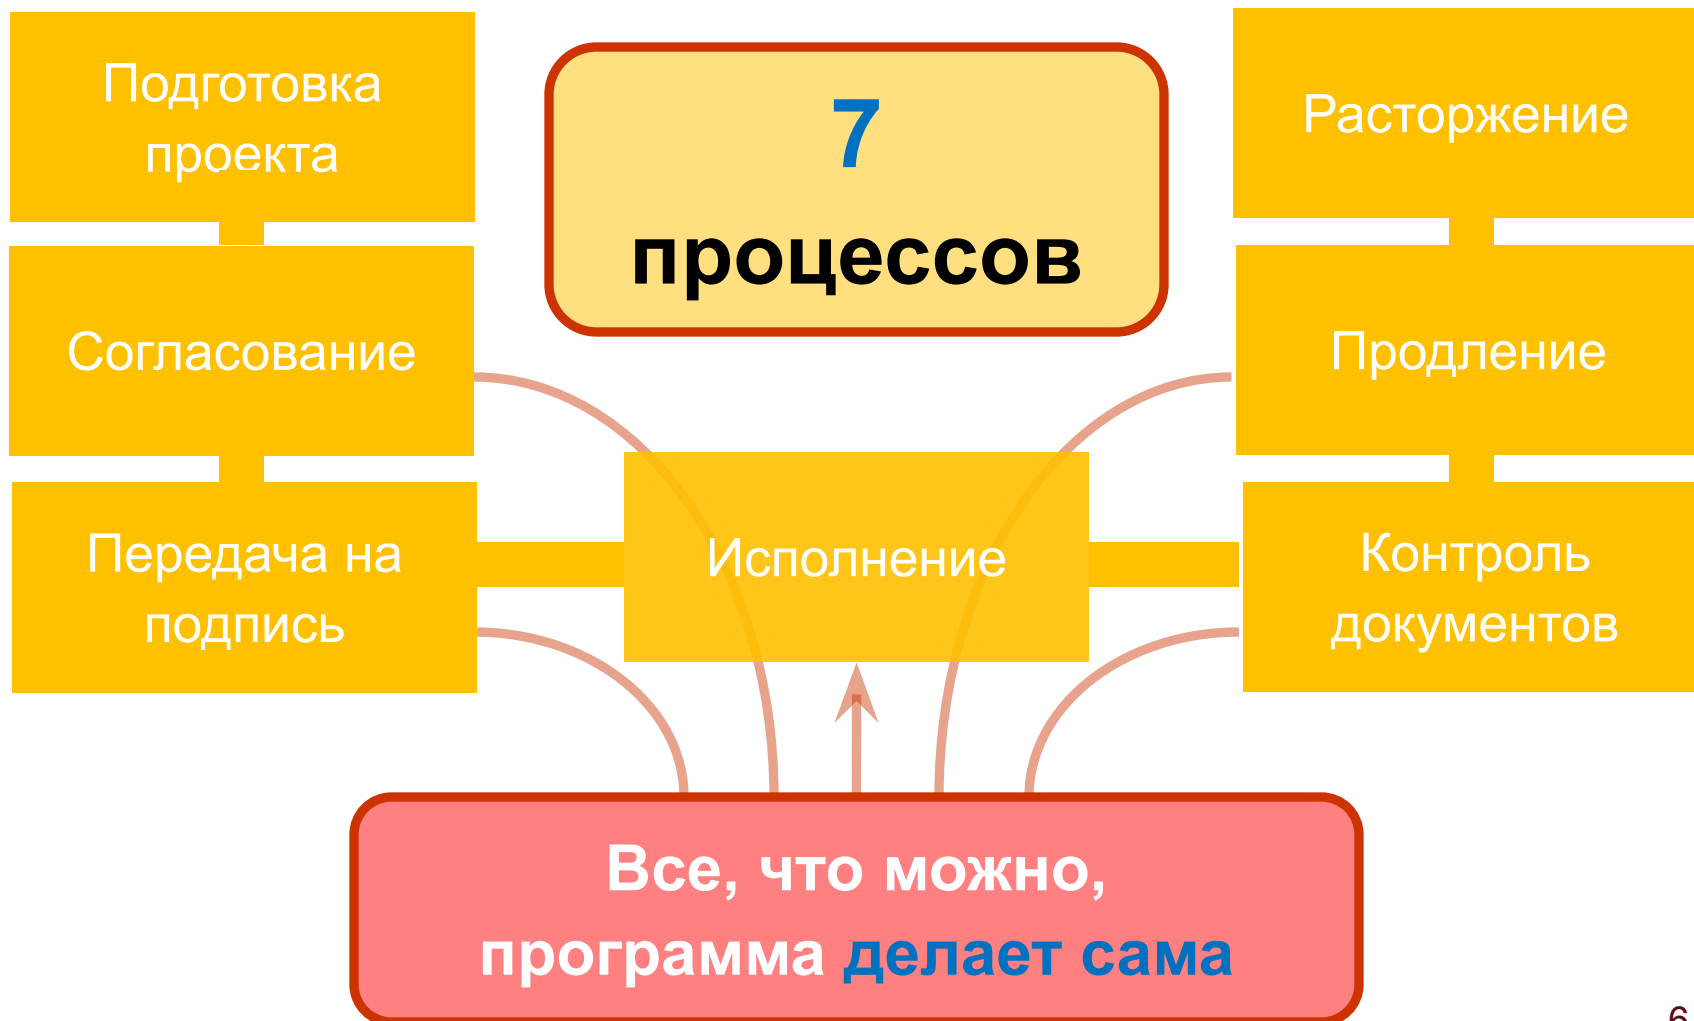 Подготовка
проекта
Согласование
Передача на
подпись
7
процессов
Исполнение
Расторжение
Продление
Контроль
документов
Все, что можно,
программа делает сама
6